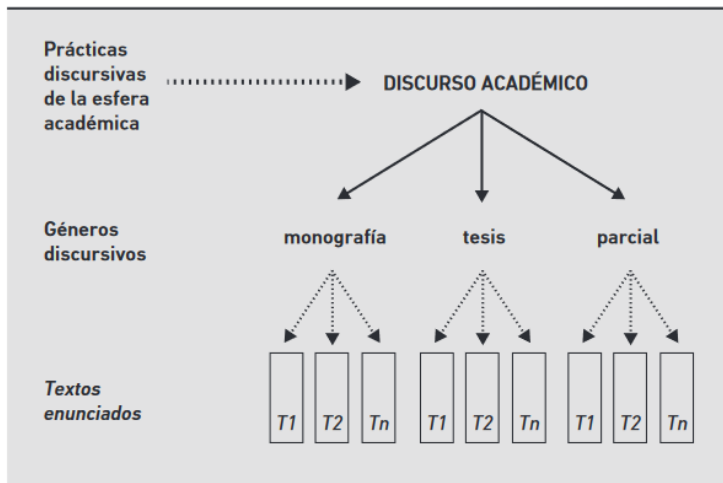 Prácticas
discursivas
de la esfera
académica
DISCURSO ACADÉMICO
Géneros
discursivos
monografía
tesis
parcial
Textos
enunciados
T1
T2
Tn
T1
T2
Tn
T1
T2
Tn